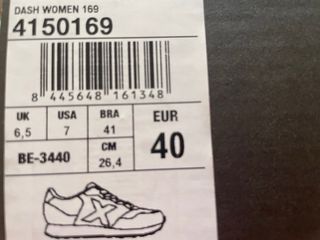 DASH WOMEN 169
4150169
8 445648 161348
UK USA BRA EUR
6,5 7 41 40
BE-3440 CM
26,4